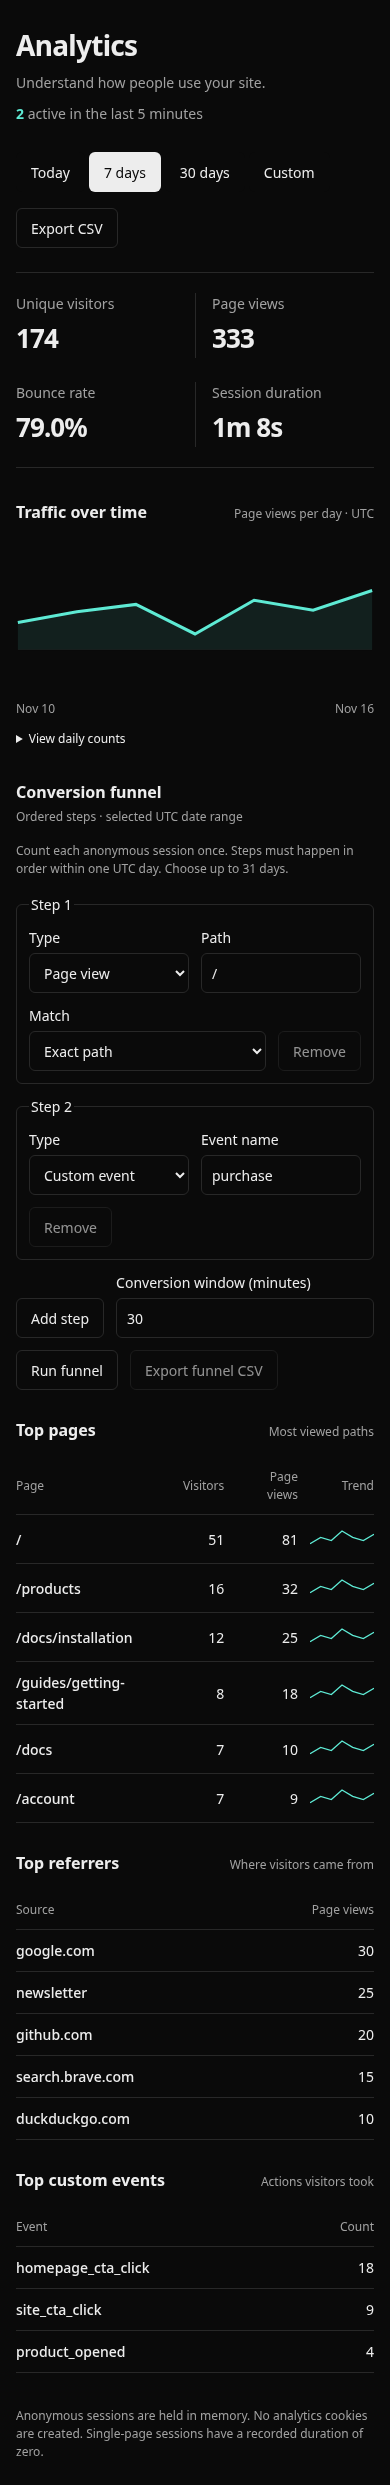 Analytics
Understand how people use your site.
2 active in the last 5 minutes
Today 7 days 30 days Custom
Export CSV
Unique visitors Page views
174 333
Bounce rate Session duration
79.0% 1m 8s
Traffic over time Page views per day · UTC
Nov 10 Nov 16
▶ View daily counts
Conversion funnel
Ordered steps · selected UTC date range
Count each anonymous session once. Steps must happen in
order within one UTC day. Choose up to 31 days.
Step 1
Type Path
Page view /
Match
Exact path Remove
Step 2
Type Event name
Custom event purchase
Remove
Conversion window (minutes)
Add step 30
Run funnel Export funnel CSV
Top pages Most viewed paths
Page Visitors Page views Trend
/ 51 81
/products 16 32
/docs/installation 12 25
/guides/getting-
started 8 18
/docs 7 10
/account 7 9
Top referrers Where visitors came from
Source Page views
google.com 30
newsletter 25
github.com 20
search.brave.com 15
duckduckgo.com 10
Top custom events Actions visitors took
Event Count
homepage_cta_click 18
site_cta_click 9
product_opened 4
Anonymous sessions are held in memory. No analytics cookies
are created. Single-page sessions have a recorded duration of
zero.